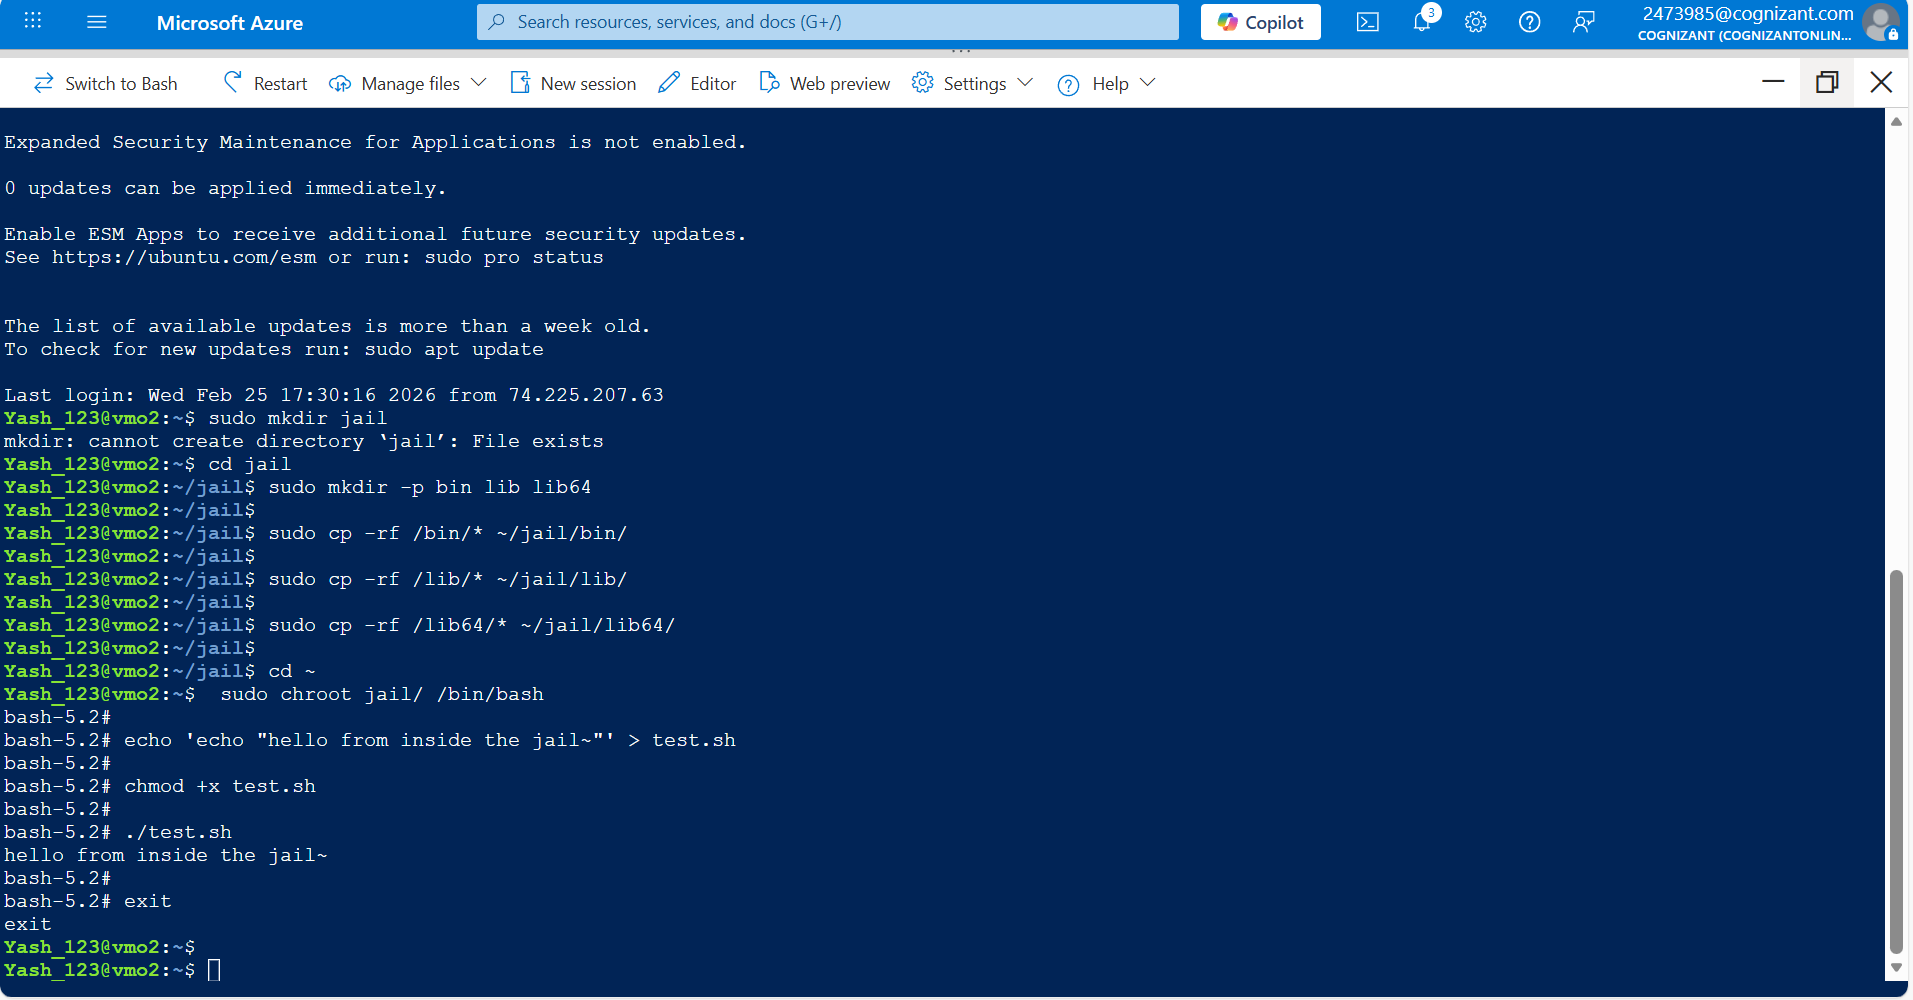 Microsoft Azure
Search resources, services, and docs (G+/)
Copilot
3
2473985@cognizant.com
COGNIZANT (COGNIZANTONLIN...
Switch to Bash
Restart
Manage files
New session
Editor
Web preview
Settings
Help
Expanded Security Maintenance for Applications is not enabled.
0 updates can be applied immediately.
Enable ESM Apps to receive additional future security updates.
See https://ubuntu.com/esm or run: sudo pro status
The list of available updates is more than a week old.
To check for new updates run: sudo apt update
Last login: Wed Feb 25 17:30:16 2026 from 74.225.207.63
Yash_123@vmo2:~$ sudo mkdir jail
mkdir: cannot create directory ‘jail’: File exists
Yash_123@vmo2:~$ cd jail
Yash_123@vmo2:~/jail$ sudo mkdir -p bin lib lib64
Yash_123@vmo2:~/jail$
Yash_123@vmo2:~/jail$ sudo cp -rf /bin/* ~/jail/bin/
Yash_123@vmo2:~/jail$
Yash_123@vmo2:~/jail$ sudo cp -rf /lib/* ~/jail/lib/
Yash_123@vmo2:~/jail$
Yash_123@vmo2:~/jail$ sudo cp -rf /lib64/* ~/jail/lib64/
Yash_123@vmo2:~/jail$
Yash_123@vmo2:~/jail$ cd ~
Yash_123@vmo2:~$  sudo chroot jail/ /bin/bash
bash-5.2#
bash-5.2# echo 'echo "hello from inside the jail~"' > test.sh
bash-5.2#
bash-5.2# chmod +x test.sh
bash-5.2#
bash-5.2# ./test.sh
hello from inside the jail~
bash-5.2#
bash-5.2# exit
exit
Yash_123@vmo2:~$
Yash_123@vmo2:~$